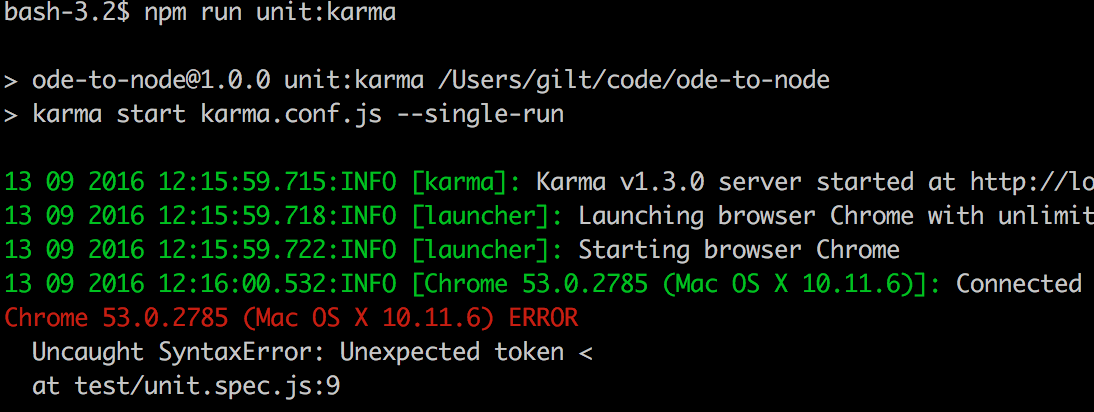 bash-3.2$ npm run unit:karma
> ode-to-node@1.0.0 unit:karma /Users/gilt/code/ode-to-node
> karma start karma.conf.js --single-run
13 09 2016 12:15:59.715:INFO [karma]: Karma v1.3.0 server started at http://lo
13 09 2016 12:15:59.718:INFO [launcher]: Launching browser Chrome with unlimit
13 09 2016 12:15:59.722:INFO [launcher]: Starting browser Chrome
13 09 2016 12:16:00.532:INFO [Chrome 53.0.2785 (Mac OS X 10.11.6)]: Connected
Chrome 53.0.2785 (Mac OS X 10.11.6) ERROR
Uncaught SyntaxError: Unexpected token <
at test/unit.spec.js:9